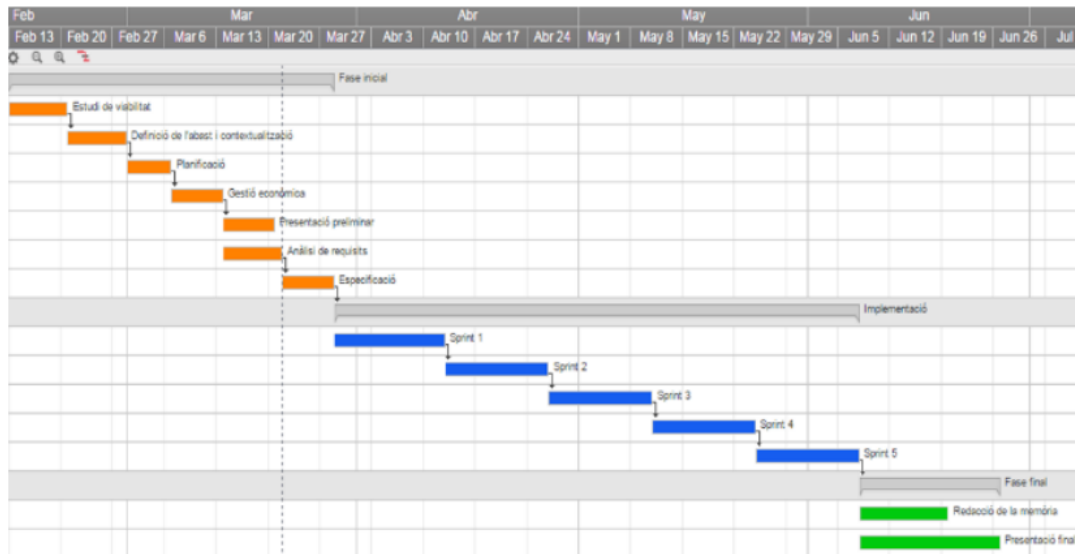 Feb Mar Abr May Jun
Feb 13 Feb 20 Feb 27 Mar 6 Mar 13 Mar 20 Mar 27 Abr 3 Abr 10 Abr 17 Abr 24 May 1 May 8 May 15 May 22 May 29 Jun 5 Jun 12 Jun 19 Jun 26 Jul
Fase inicial
Estudi de viabilitat
Definició de l'abast i contextualització
Planificació
Gestió econòmica
Presentació preliminar
Anàlisi de requisits
Especificació
Implementació
Sprint 1
Sprint 2
Sprint 3
Sprint 4
Sprint 5
Fase final
Redacció de la memòria
Presentació final